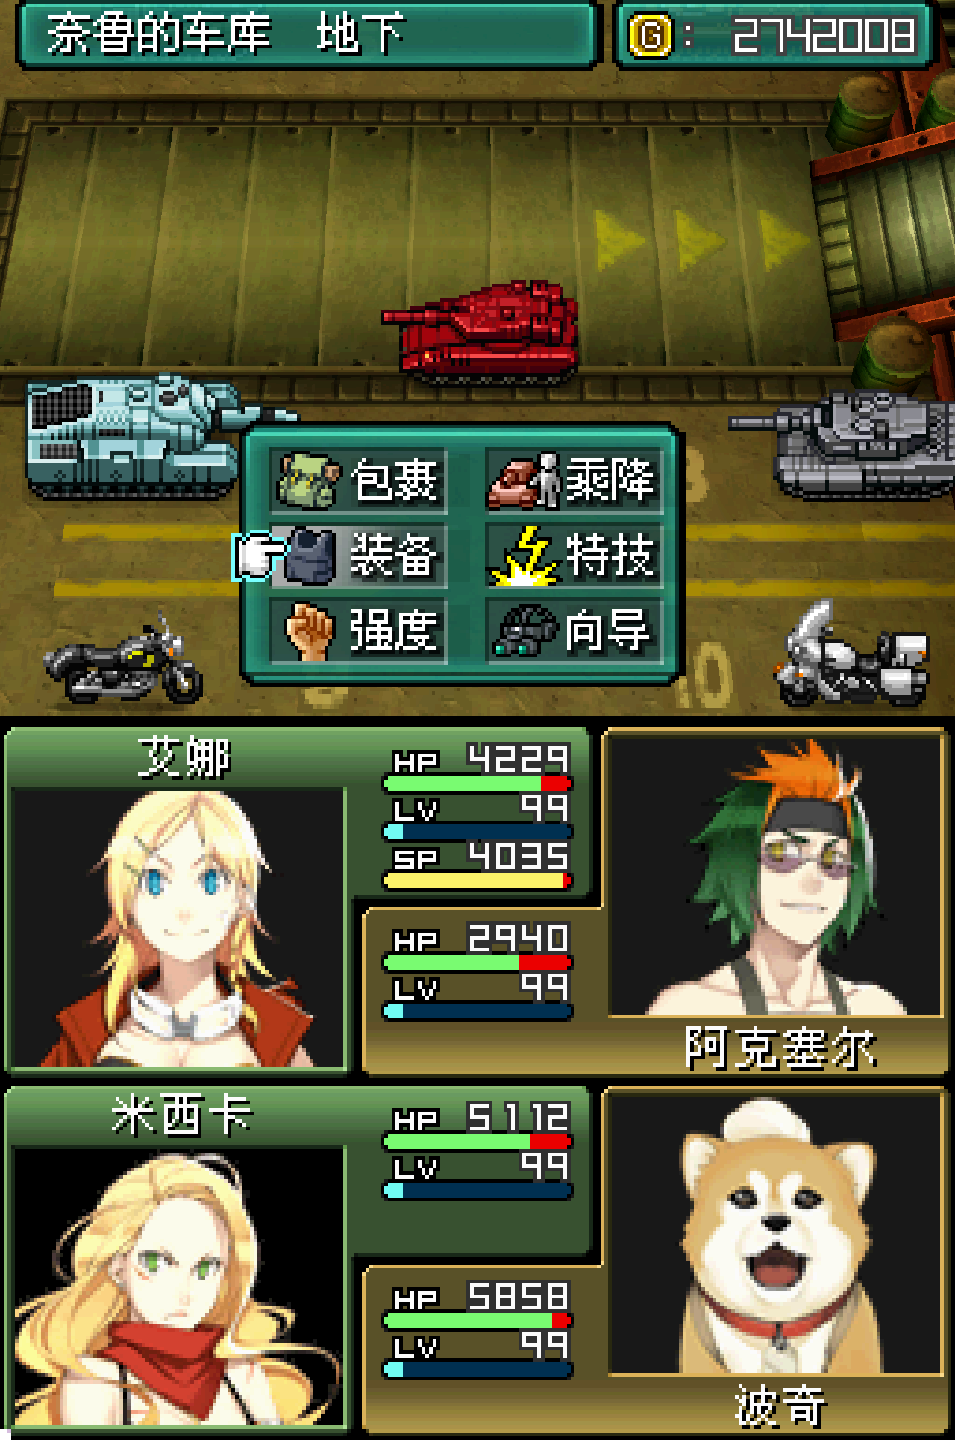 奈鲁的车库 地下
G: 2742008
包裹 乘降
装备 特技
强度 向导
8
10
艾娜
HP 4229
LV 99
SP 4035
HP 2940
LV 99
阿克塞尔
米西卡
HP 5112
LV 99
HP 5858
LV 99
波奇